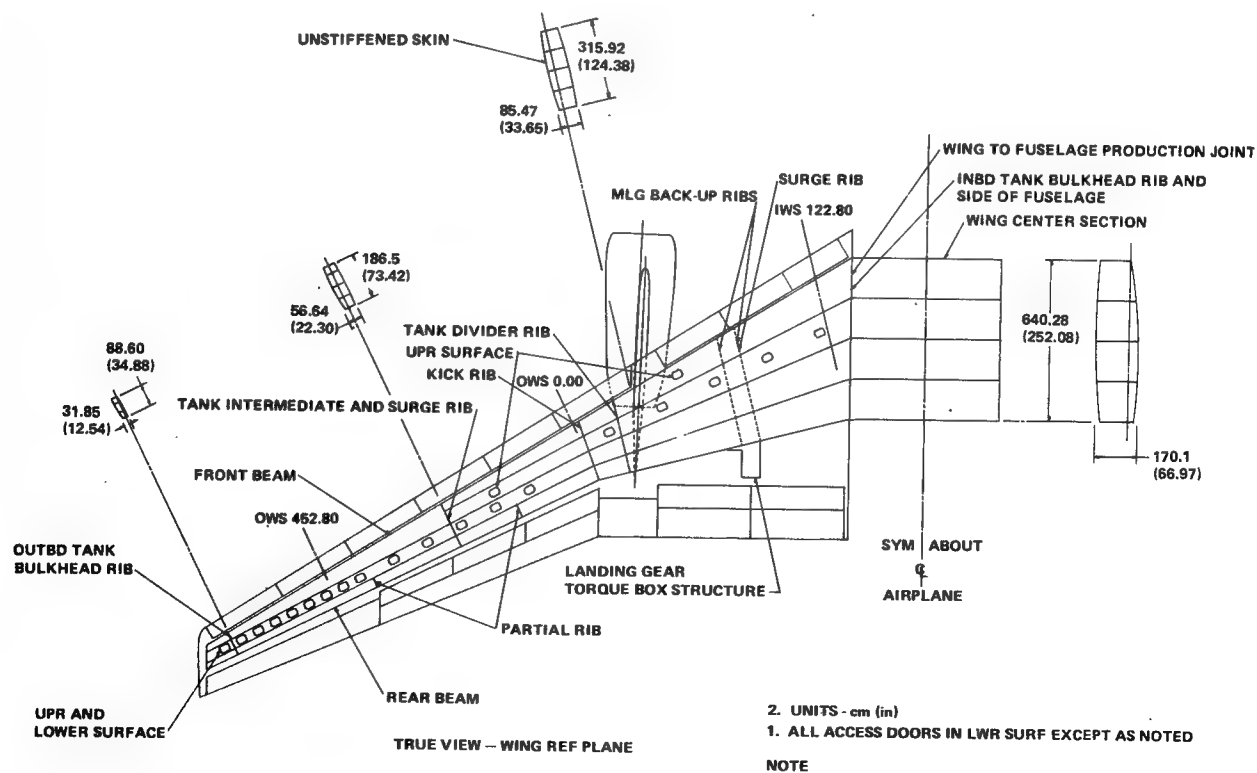 UNSTIFFENED SKIN
315.92
(124.38)
85.47
(33.65)
WING TO FUSELAGE PRODUCTION JOINT
SURGE RIB
INBD TANK BULKHEAD RIB AND
SIDE OF FUSELAGE
MLG BACK-UP RIBS
IWS 122.80
WING CENTER SECTION
186.5
(73.42)
56.64
(22.30)
640.28
(252.08)
TANK DIVIDER RIB
UPR SURFACE
KICK RIB
OWS 0.00
88.60
(34.88)
31.85
(12.54)
TANK INTERMEDIATE AND SURGE RIB
170.1
(66.97)
FRONT BEAM
OWS 452.80
OUTBD TANK
BULKHEAD RIB
SYM ABOUT
℄
AIRPLANE
LANDING GEAR
TORQUE BOX STRUCTURE
PARTIAL RIB
REAR BEAM
UPR AND
LOWER SURFACE
TRUE VIEW – WING REF PLANE
2. UNITS - cm (in)
1. ALL ACCESS DOORS IN LWR SURF EXCEPT AS NOTED
NOTE